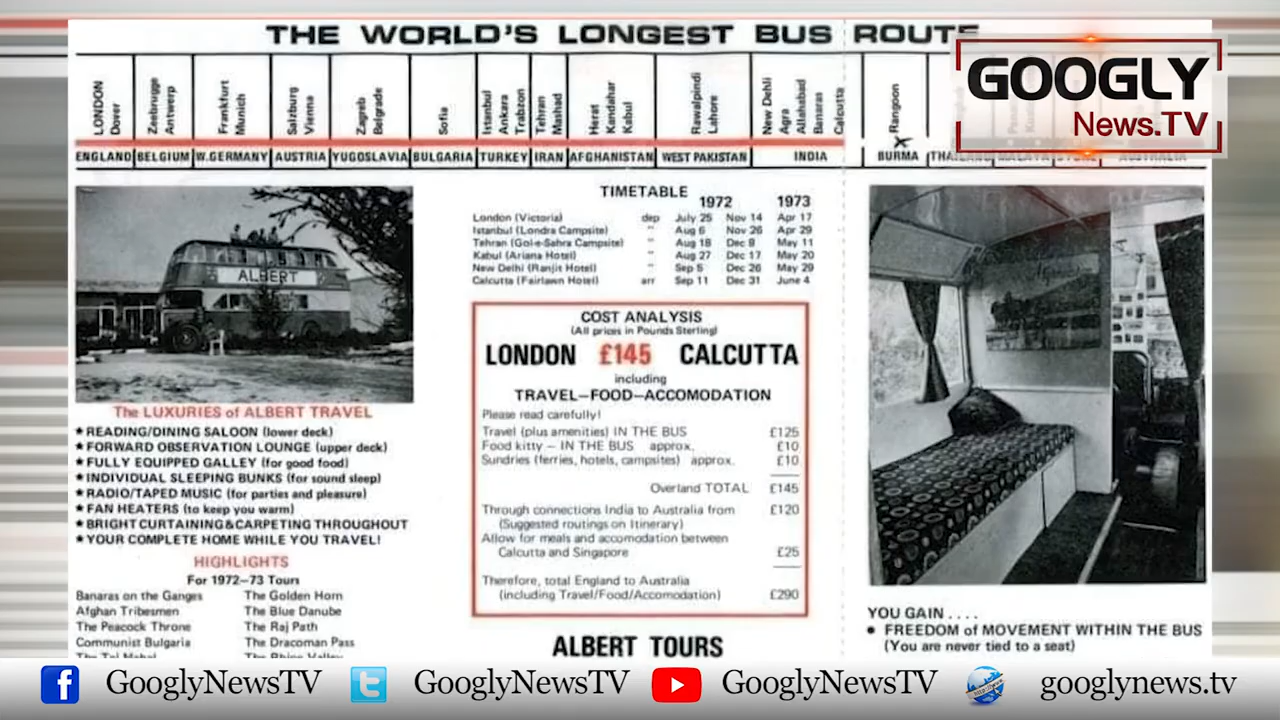 THE WORLD'S LONGEST BUS ROUTE
GOOGLY
News.TV
LONDON
Dover
Zeebrugge
Antwerp
Frankfurt
Munich
Salzburg
Vienna
Zagreb
Belgrade
Sofia
Istanbul
Ankara
Trabzon
Tehran
Mashad
Herat
Kandahar
Kabul
Rawalpindi
Lahore
New Dehli
Agra
Allahabad
Banaras
Calcutta
Rangoon
ENGLAND BELGIUM W.GERMANY AUSTRIA YUGOSLAVIA BULGARIA TURKEY IRAN AFGHANISTAN WEST PAKISTAN INDIA BURMA THAILAND MALAYA AUSTRALIA
ALBERT
The LUXURIES of ALBERT TRAVEL
★ READING/DINING SALOON (lower deck)
★ FORWARD OBSERVATION LOUNGE (upper deck)
★ FULLY EQUIPPED GALLEY (for good food)
★ INDIVIDUAL SLEEPING BUNKS (for sound sleep)
★ RADIO/TAPED MUSIC (for parties and pleasure)
★ FAN HEATERS (to keep you warm)
★ BRIGHT CURTAINING & CARPETING THROUGHOUT
★ YOUR COMPLETE HOME WHILE YOU TRAVEL!
HIGHLIGHTS
For 1972–73 Tours
Banaras on the Ganges The Golden Horn
Afghan Tribesmen The Blue Danube
The Peacock Throne The Raj Path
Communist Bulgaria The Dracoman Pass
The Taj Mahal The Rhine Valley
TIMETABLE
1972 1973
London (Victoria) dep July 25 Nov 14 Apr 17
Istanbul (Londra Campsite) " Aug 6 Nov 26 Apr 29
Tehran (Gol-e-Sahra Campsite) " Aug 18 Dec 8 May 11
Kabul (Ariana Hotel) " Aug 27 Dec 17 May 20
New Delhi (Ranjit Hotel) " Sep 5 Dec 26 May 29
Calcutta (Fairlawn Hotel) arr Sep 11 Dec 31 June 4
COST ANALYSIS
(All prices in Pounds Sterling)
LONDON £145 CALCUTTA
including
TRAVEL–FOOD–ACCOMODATION
Please read carefully!
Travel (plus amenities) IN THE BUS £125
Food kitty – IN THE BUS approx. £10
Sundries (ferries, hotels, campsites) approx. £10
Overland TOTAL £145
Through connections India to Australia from £120
(Suggested routings on Itinerary)
Allow for meals and accomodation between
Calcutta and Singapore £25
Therefore, total England to Australia
(including Travel/Food/Accomodation) £290
ALBERT TOURS
YOU GAIN ....
● FREEDOM of MOVEMENT WITHIN THE BUS
(You are never tied to a seat)
GooglyNewsTV GooglyNewsTV GooglyNewsTV googlynews.tv